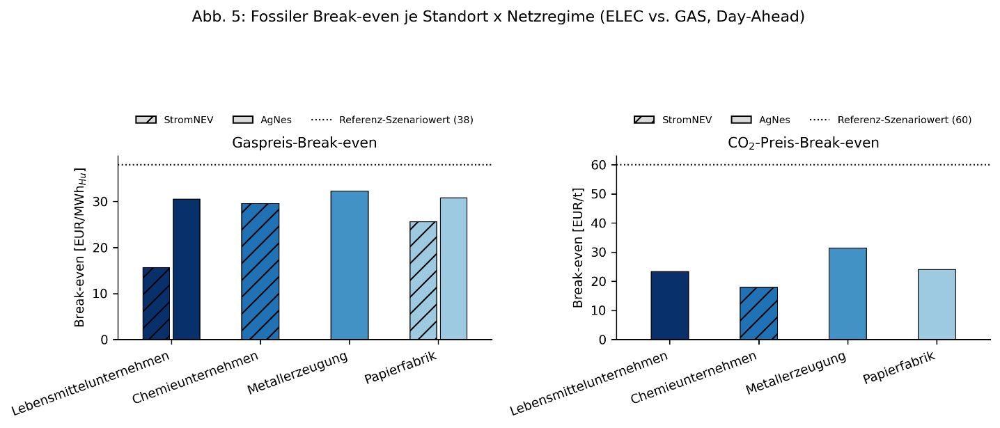 Abb. 5: Fossiler Break-even je Standort x Netzregime (ELEC vs. GAS, Day-Ahead)
StromNEV AgNes Referenz-Szenariowert (38)
Gaspreis-Break-even
Break-even [EUR/MWh_Hu]
30
20
10
0
Lebensmittelunternehmen
Chemieunternehmen
Metallerzeugung
Papierfabrik
StromNEV AgNes Referenz-Szenariowert (60)
CO₂-Preis-Break-even
Break-even [EUR/t]
60
50
40
30
20
10
0
Lebensmittelunternehmen
Chemieunternehmen
Metallerzeugung
Papierfabrik